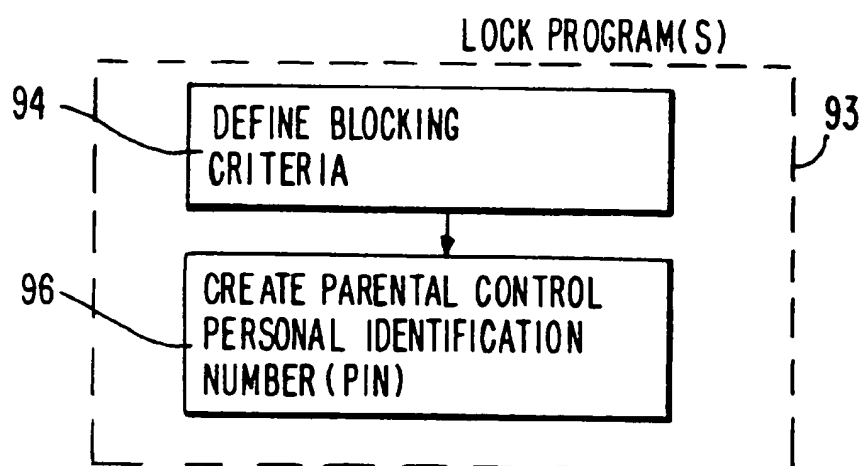 LOCK PROGRAM(S)
94
DEFINE BLOCKING
CRITERIA
93
96
CREATE PARENTAL CONTROL
PERSONAL IDENTIFICATION
NUMBER (PIN)